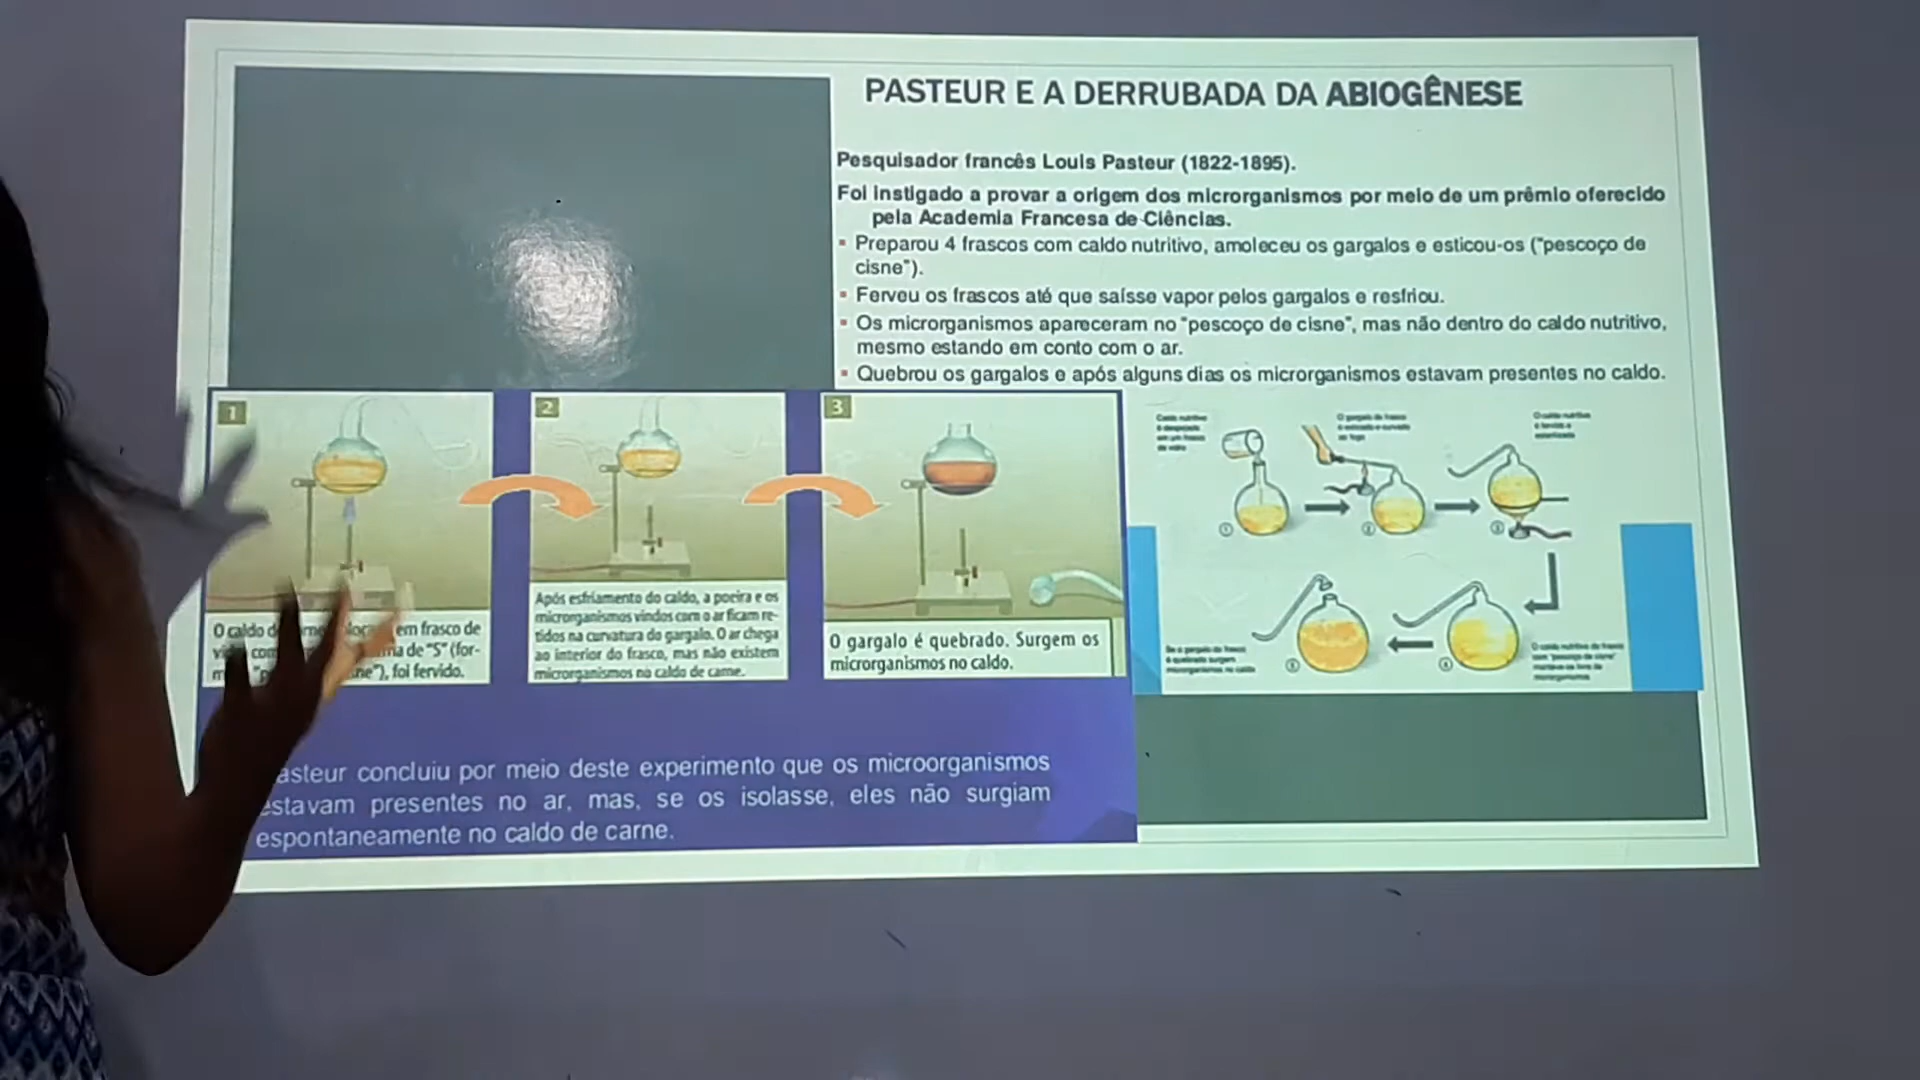 PASTEUR E A DERRUBADA DA ABIOGÊNESE
Pesquisador francês Louis Pasteur (1822-1895).
Foi instigado a provar a origem dos microrganismos por meio de um prêmio oferecido
pela Academia Francesa de Ciências.
Preparou 4 frascos com caldo nutritivo, amoleceu os gargalos e esticou-os ("pescoço de
cisne").
Ferveu os frascos até que saísse vapor pelos gargalos e resfriou.
Os microrganismos apareceram no "pescoço de cisne", mas não dentro do caldo nutritivo,
mesmo estando em conto com o ar.
Quebrou os gargalos e após alguns dias os microrganismos estavam presentes no caldo.
1
O caldo em frasco de
de "S" (for-
foi fervido.
2
Após esfriamento do caldo, a poeira e os
microrganismos vindos com o ar ficam re-
tidos na curvatura do gargalo. O ar chega
ao interior do frasco, mas não existem
microrganismos no caldo de carne.
3
O gargalo é quebrado. Surgem os
microrganismos no caldo.
asteur concluiu por meio deste experimento que os microorganismos
estavam presentes no ar, mas, se os isolasse, eles não surgiam
espontaneamente no caldo de carne.